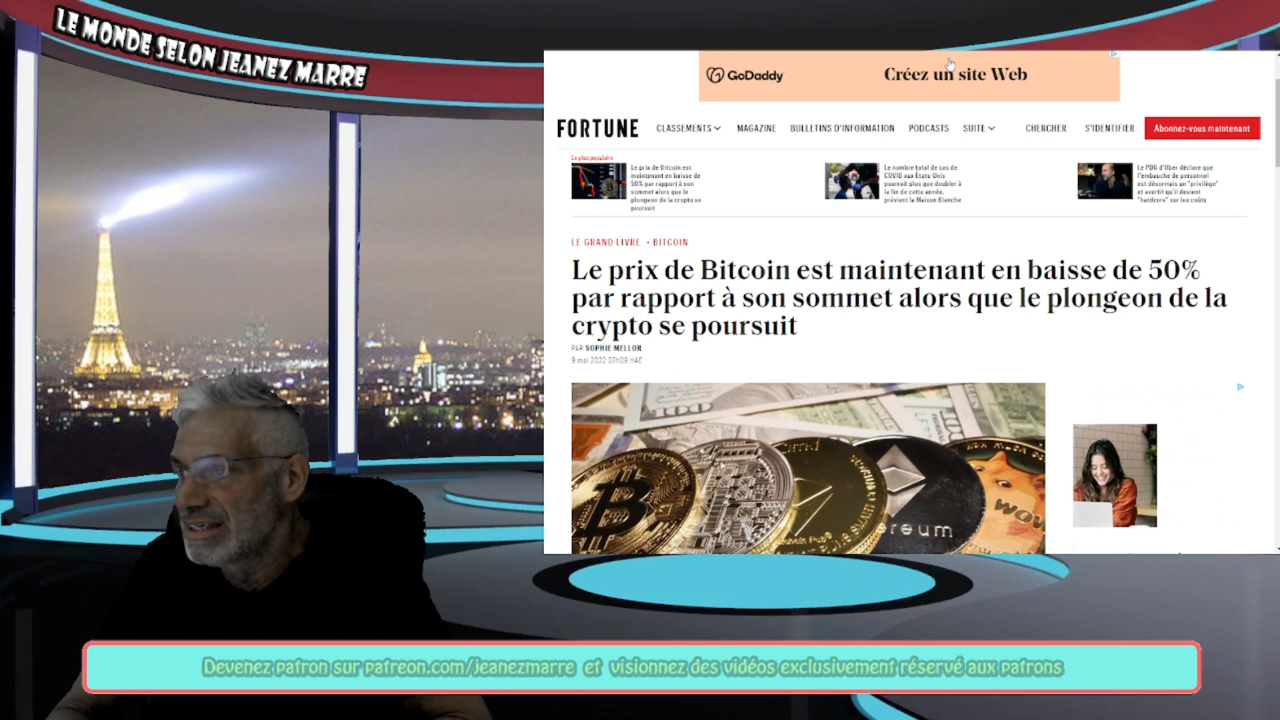 LE MONDE SELON JEANEZ MARRE
GoDaddy
Créez un site Web
FORTUNE
CLASSEMENTS
MAGAZINE
BULLETINS D'INFORMATION
PODCASTS
SUITE
CHERCHER
S'IDENTIFIER
Abonnez-vous maintenant
Le plus populaire
Le prix de Bitcoin est
maintenant en baisse de
50% par rapport à son
sommet alors que le
plongeon de la crypto se
poursuit
Le nombre total de cas de
COVID aux États-Unis
pourrait plus que doubler à
la fin de cette année,
prévient la Maison Blanche
Le PDG d'Uber déclare que
l'embauche de personnel
est désormais un "privilège"
et avertit qu'il devient
"hardcore" sur les coûts
LE GRAND LIVRE • BITCOIN
Le prix de Bitcoin est maintenant en baisse de 50%
par rapport à son sommet alors que le plongeon de la
crypto se poursuit
PAR SOPHIE MELLOR
9 mai 2022 07h09 HAE
100
ereum
WOW
Devenez patron sur patreon.com/jeanezmarre et visionnez des vidéos exclusivement réservé aux patrons